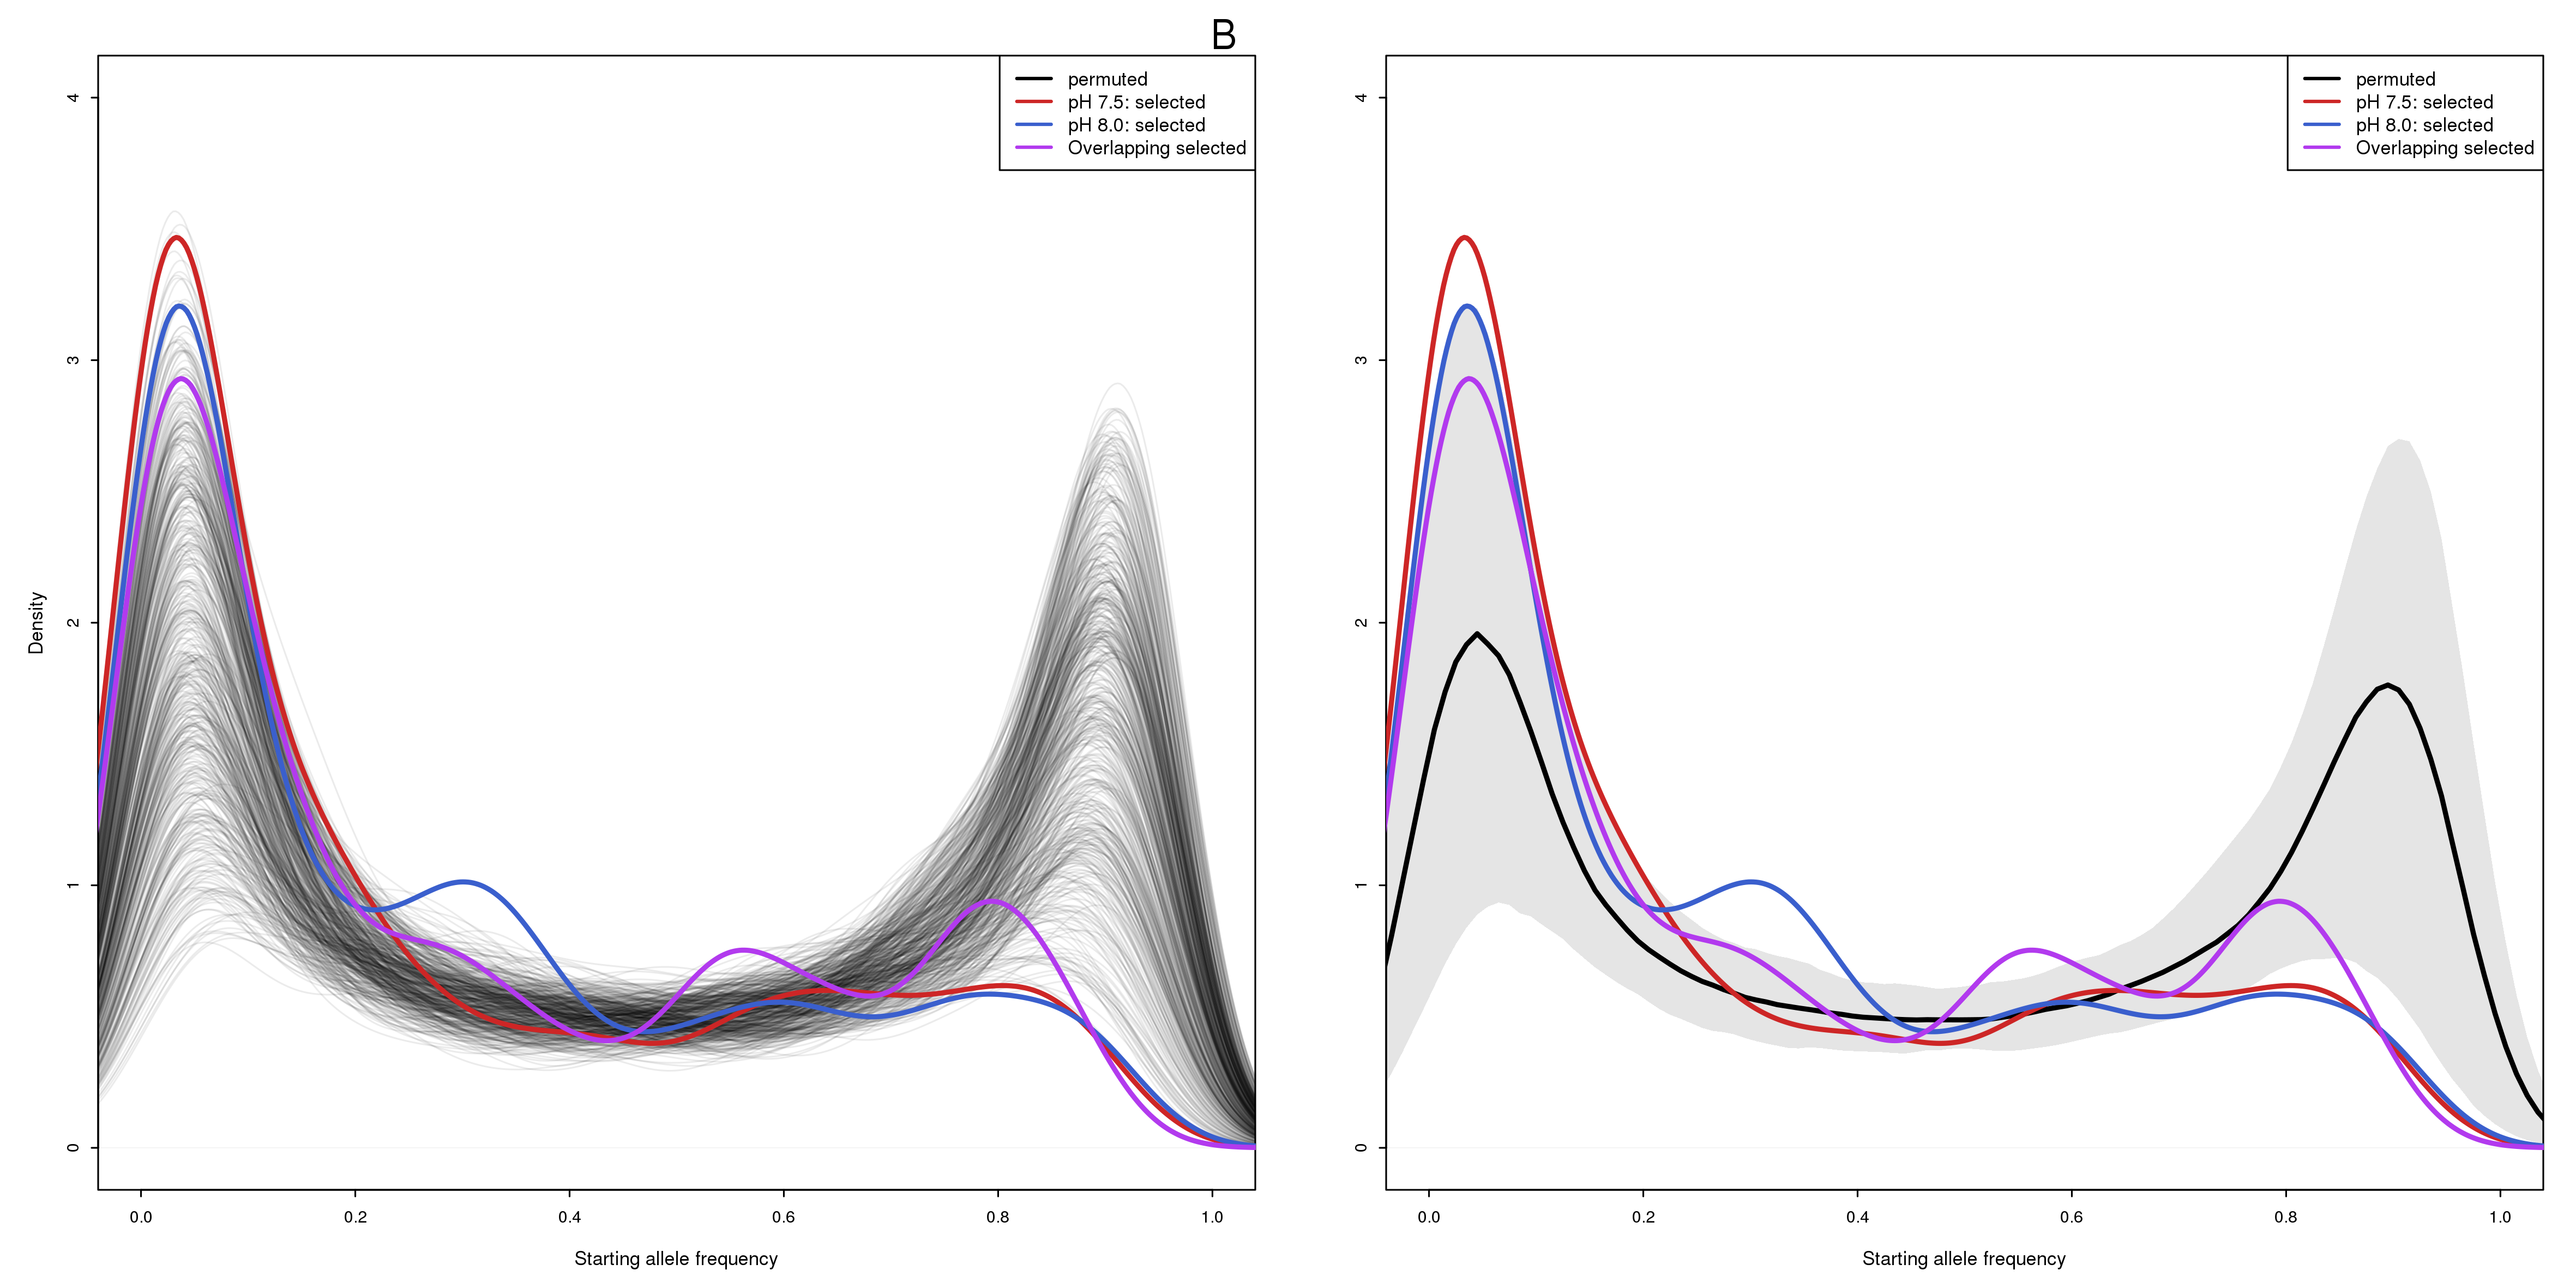 B
permuted
pH 7.5: selected
pH 8.0: selected
Overlapping selected
Density
4
3
2
1
0
0.0 0.2 0.4 0.6 0.8 1.0
Starting allele frequency
permuted
pH 7.5: selected
pH 8.0: selected
Overlapping selected
4
3
2
1
0
0.0 0.2 0.4 0.6 0.8 1.0
Starting allele frequency